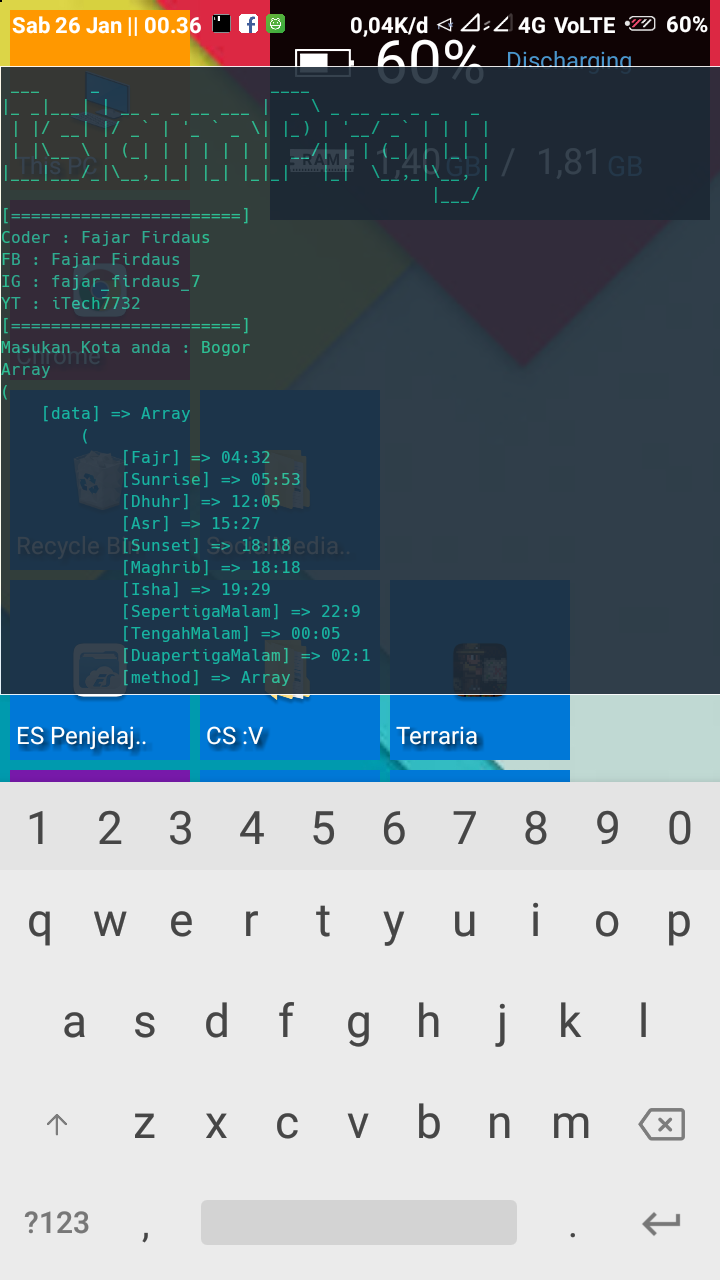 Sab 26 Jan || 00.36 0,04K/d 4G VoLTE 60%
60% Discharging
This PC
RAM 1,40 GB / 1,81 GB
[=======================]
Coder : Fajar Firdaus
FB : Fajar Firdaus
IG : fajar_firdaus_7
YT : iTech7732
[=======================]
Masukan Kota anda : Bogor
Chrome
Array
(
[data] => Array
(
[Fajr] => 04:32
[Sunrise] => 05:53
[Dhuhr] => 12:05
[Asr] => 15:27
[Sunset] => 18:18
Recycle Bin
[Maghrib] => 18:18
[Isha] => 19:29
[SepertigaMalam] => 22:9
[TengahMalam] => 00:05
[DuapertigaMalam] => 02:1
[method] => Array
ES Penjelaj.. CS :V Terraria
1 2 3 4 5 6 7 8 9 0
q w e r t y u i o p
a s d f g h j k l
z x c v b n m
?123 , .